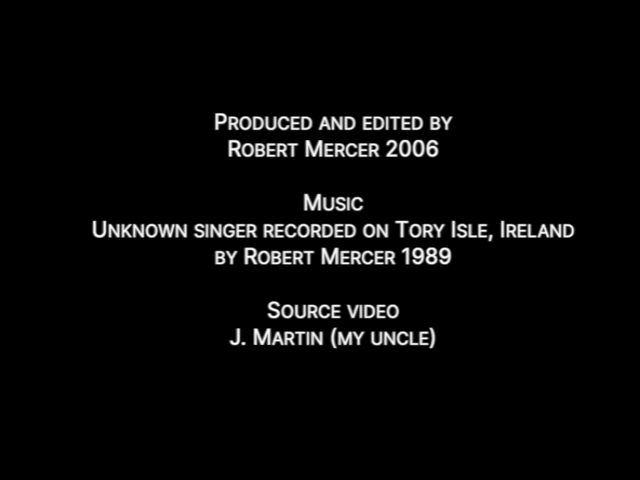 Produced and edited by
Robert Mercer 2006
Music
Unknown singer recorded on Tory Isle, Ireland
by Robert Mercer 1989
Source video
J. Martin (my uncle)